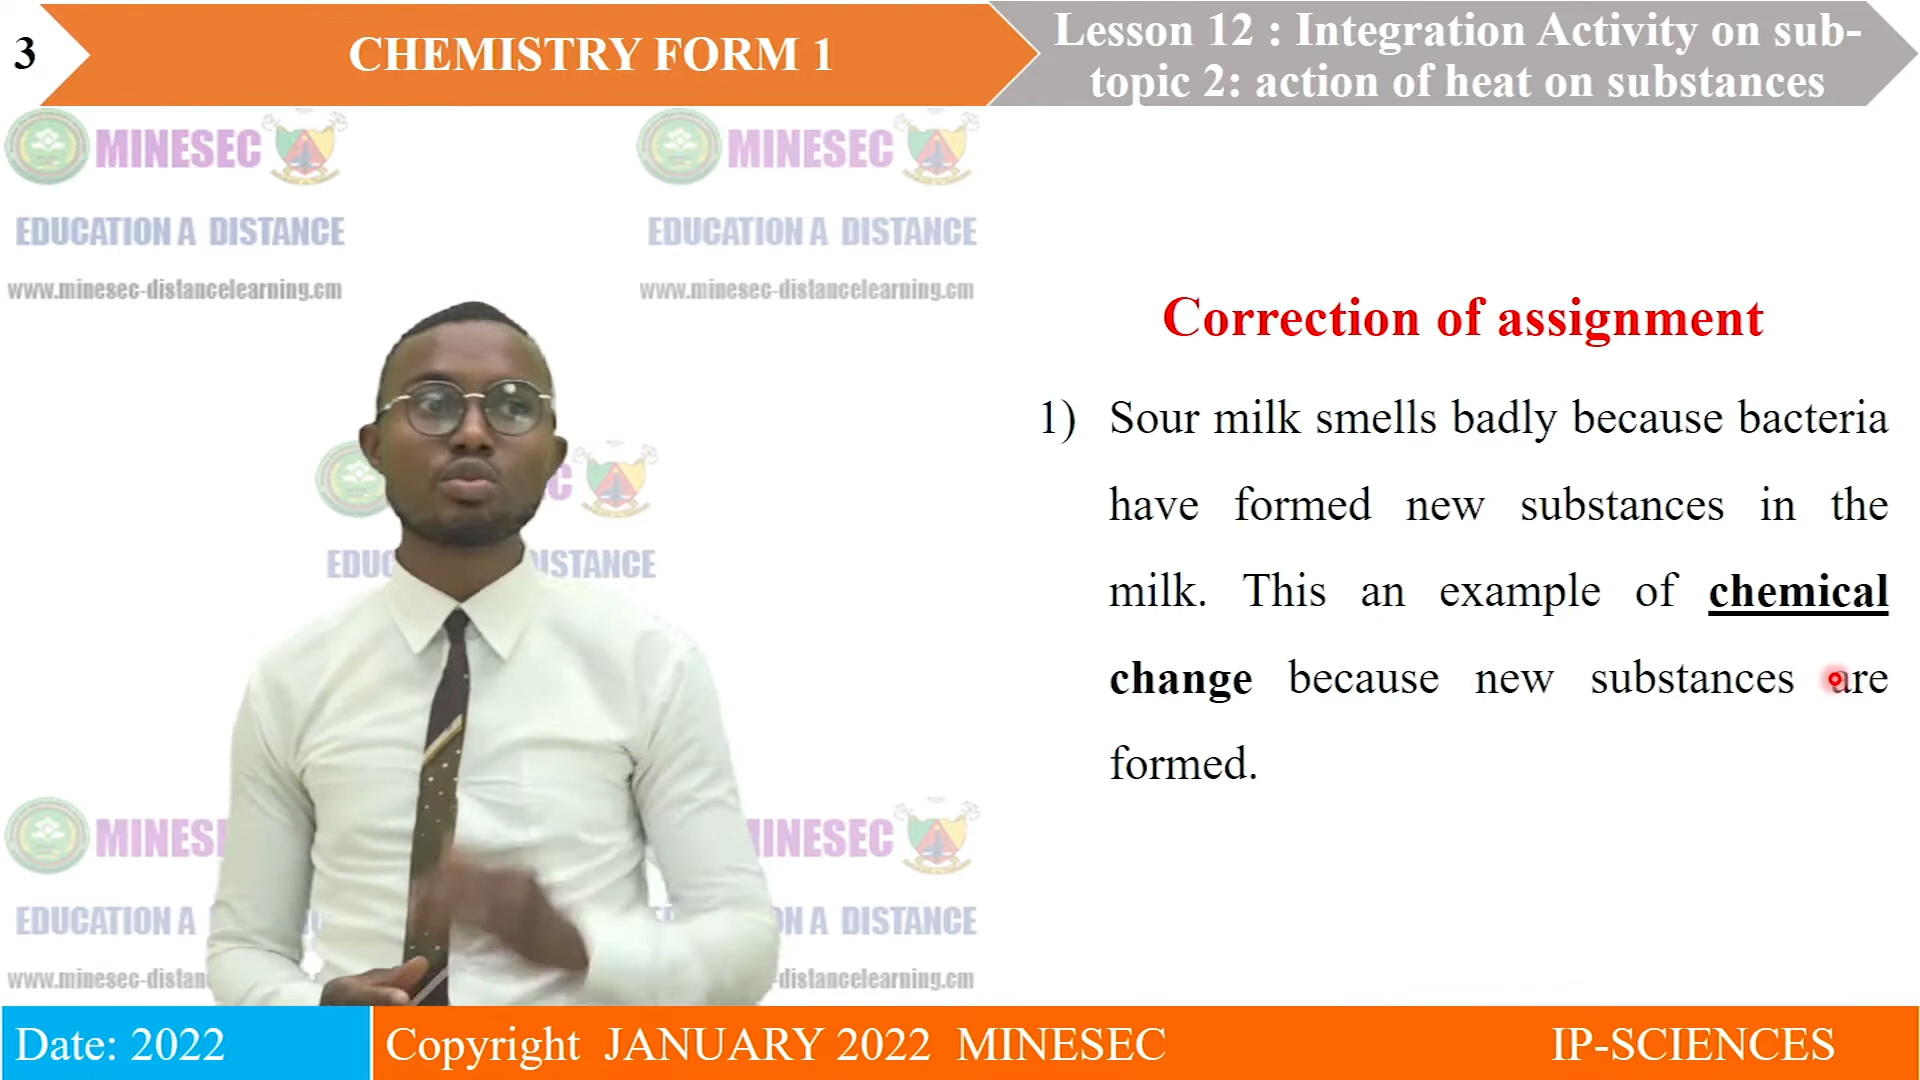 3
CHEMISTRY FORM 1
Lesson 12 : Integration Activity on sub-
topic 2: action of heat on substances
MINESEC
MINESEC
EDUCATION A DISTANCE
EDUCATION A DISTANCE
www.minesec-distancelearning.cm
www.minesec-distancelearning.cm
Correction of assignment
1) Sour milk smells badly because bacteria
have formed new substances in the
milk. This an example of chemical
change because new substances are
formed.
EDUC
ISTANCE
MINES
INESEC
EDUCATION A
ON A DISTANCE
www.minesec-distan
-distancelearning.cm
Date: 2022
Copyright JANUARY 2022 MINESEC
IP-SCIENCES